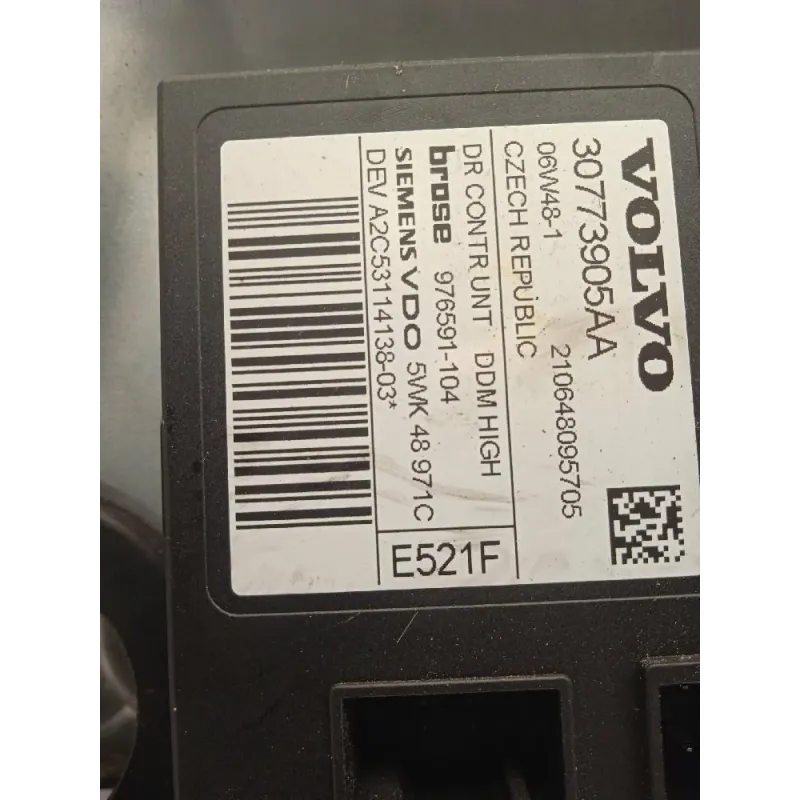 VOLVO
30773905AA
06W48-1 210648095705
CZECH REPUBLIC
DR CONTR UNT DDM HIGH
brose 976591-104
SIEMENS VDO 5WK 48 971C
DEV A2C53114138-03*
E521F